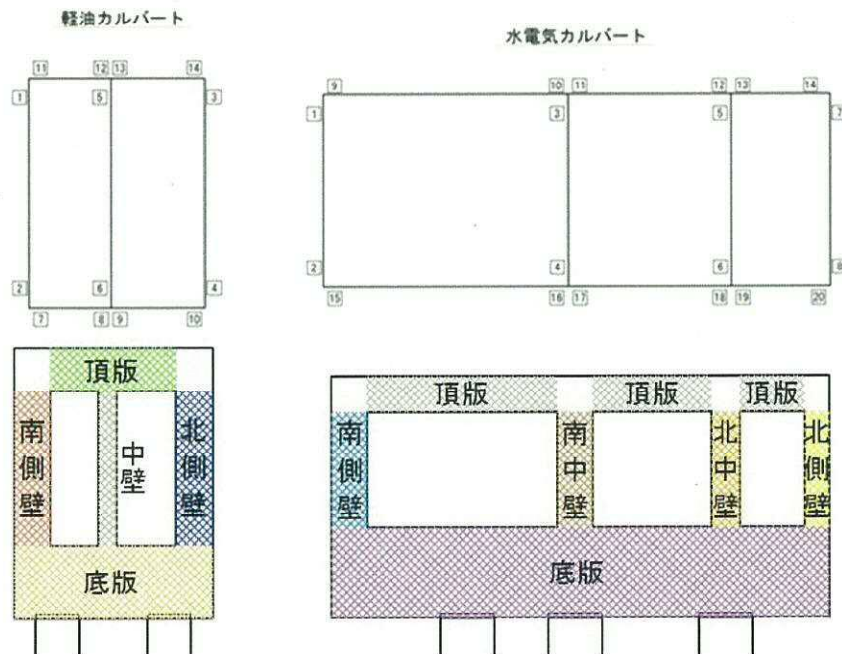 軽油カルバート
11 12 13 14
1 5 3
2 6 4
7 8 9 10
水電気カルバート
9 10 11 12 13 14
1 3 5 7
2 4 6 8
15 16 17 18 19 20
頂版
南側壁
中壁
北側壁
底版
頂版 頂版 頂版
南側壁
南中壁
北中壁
北側壁
底版